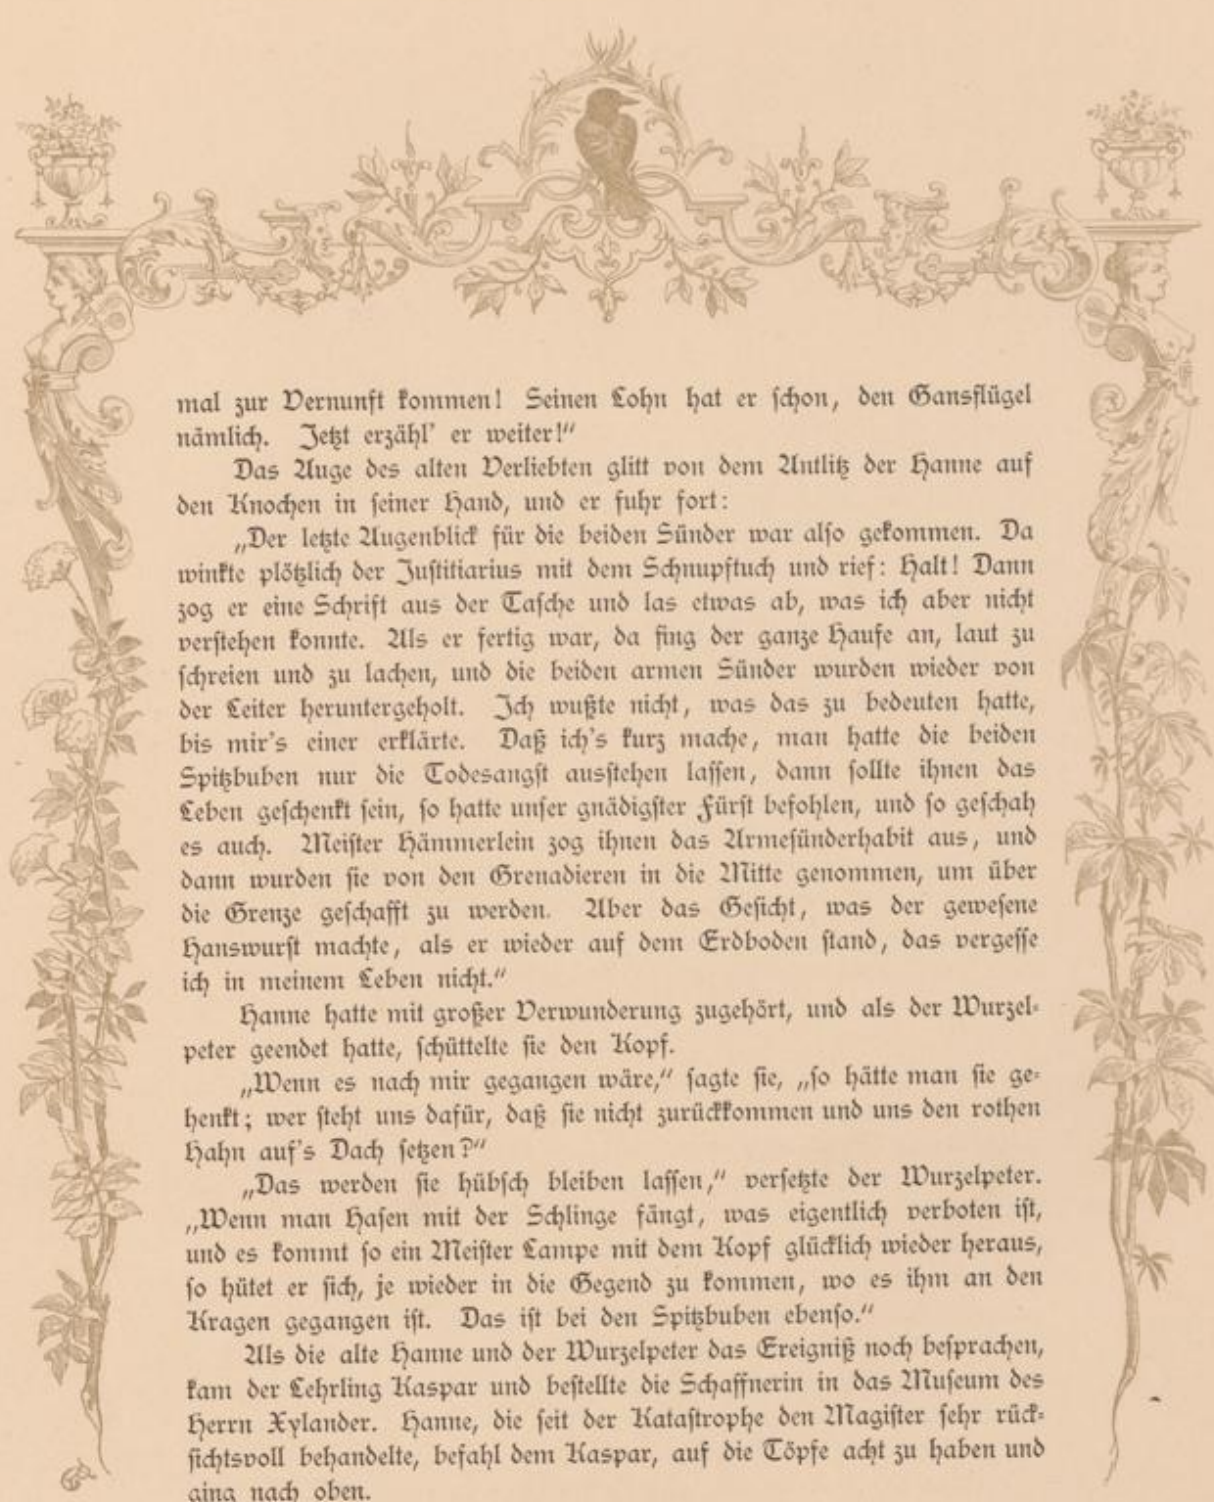 mal zur Vernunft kommen! Seinen Lohn hat er ſchon, den Gansflügel
nämlich. Jetzt erzähl' er weiter!“
Das Auge des alten Verliebten glitt von dem Antlitz der Hanne auf
den Knochen in ſeiner Hand, und er fuhr fort:
„Der letzte Augenblick für die beiden Sünder war alſo gekommen. Da
winkte plötzlich der Juſtitiarius mit dem Schnupftuch und rief: Halt! Dann
zog er eine Schrift aus der Taſche und las etwas ab, was ich aber nicht
verſtehen konnte. Als er fertig war, da fing der ganze Haufe an, laut zu
ſchreien und zu lachen, und die beiden armen Sünder wurden wieder von
der Leiter heruntergeholt. Ich wußte nicht, was das zu bedeuten hatte,
bis mir's einer erklärte. Daß ich's kurz mache, man hatte die beiden
Spitzbuben nur die Todesangſt ausſtehen laſſen, dann ſollte ihnen das
Leben geſchenkt ſein, ſo hatte unſer gnädigſter Fürſt befohlen, und ſo geſchah
es auch. Meiſter Hämmerlein zog ihnen das Armeſünderhabit aus, und
dann wurden ſie von den Grenadieren in die Mitte genommen, um über
die Grenze geſchafft zu werden. Aber das Geſicht, was der geweſene
Hanswurſt machte, als er wieder auf dem Erdboden ſtand, das vergeſſe
ich in meinem Leben nicht.“
Hanne hatte mit großer Verwunderung zugehört, und als der Wurzel-
peter geendet hatte, ſchüttelte ſie den Kopf.
„Wenn es nach mir gegangen wäre,“ ſagte ſie, „ſo hätte man ſie ge-
henkt; wer ſteht uns dafür, daß ſie nicht zurückkommen und uns den rothen
Hahn auf's Dach ſetzen?“
„Das werden ſie hübſch bleiben laſſen,“ verſetzte der Wurzelpeter.
„Wenn man Haſen mit der Schlinge fängt, was eigentlich verboten iſt,
und es kommt ſo ein Meiſter Lampe mit dem Kopf glücklich wieder heraus,
ſo hütet er ſich, je wieder in die Gegend zu kommen, wo es ihm an den
Kragen gegangen iſt. Das iſt bei den Spitzbuben ebenſo.“
Als die alte Hanne und der Wurzelpeter das Ereigniß noch beſprachen,
kam der Lehrling Kaspar und beſtellte die Schaffnerin in das Muſeum des
Herrn Xylander. Hanne, die ſeit der Kataſtrophe den Magiſter ſehr rück-
ſichtsvoll behandelte, befahl dem Kaspar, auf die Töpfe acht zu haben und
ging nach oben.